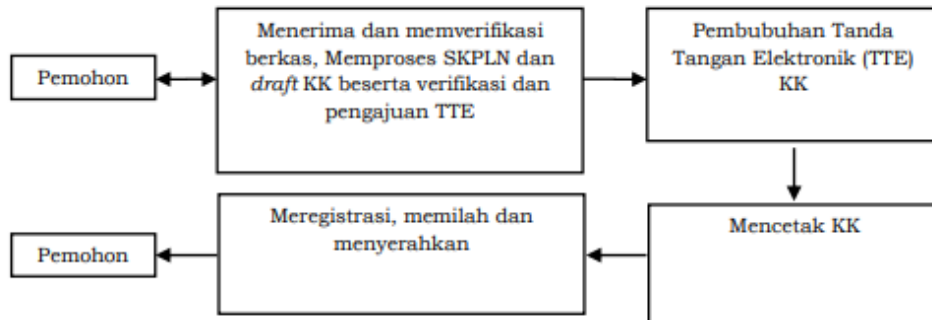 Pemohon
Menerima dan memverifikasi
berkas, Memproses SKPLN dan
draft KK beserta verifikasi dan
pengajuan TTE
Pembubuhan Tanda
Tangan Elektronik (TTE)
KK
Pemohon
Meregistrasi, memilah dan
menyerahkan
Mencetak KK